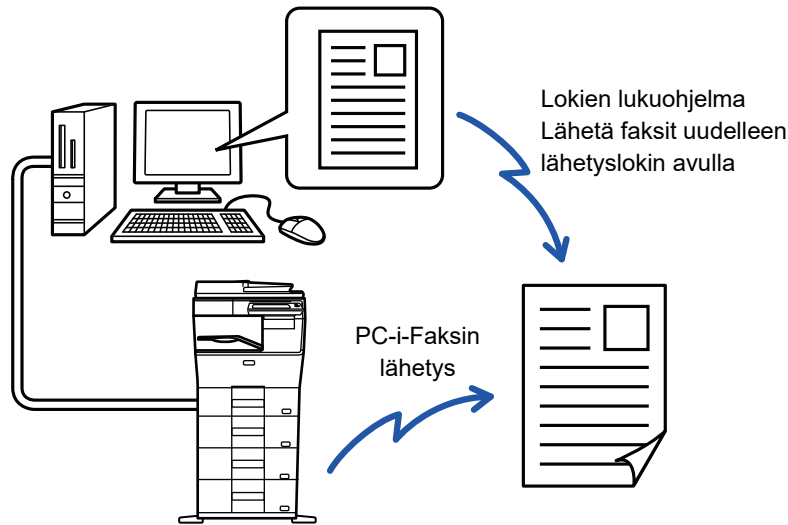 Lokien lukuohjelma
Lähetä faksit uudelleen
lähetyslokin avulla
PC-i-Faksin
lähetys